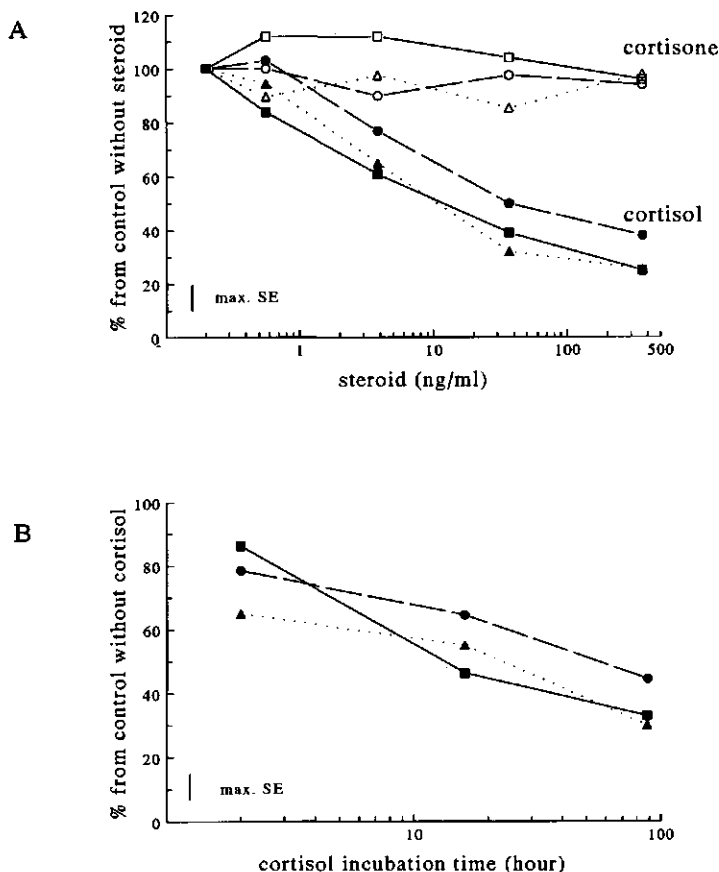 A
% from control without steroid
120
100
80
60
40
20
0
cortisone
cortisol
max. SE
1
10
100
500
steroid (ng/ml)
B
% from control without cortisol
100
80
60
40
20
0
max. SE
10
100
cortisol incubation time (hour)